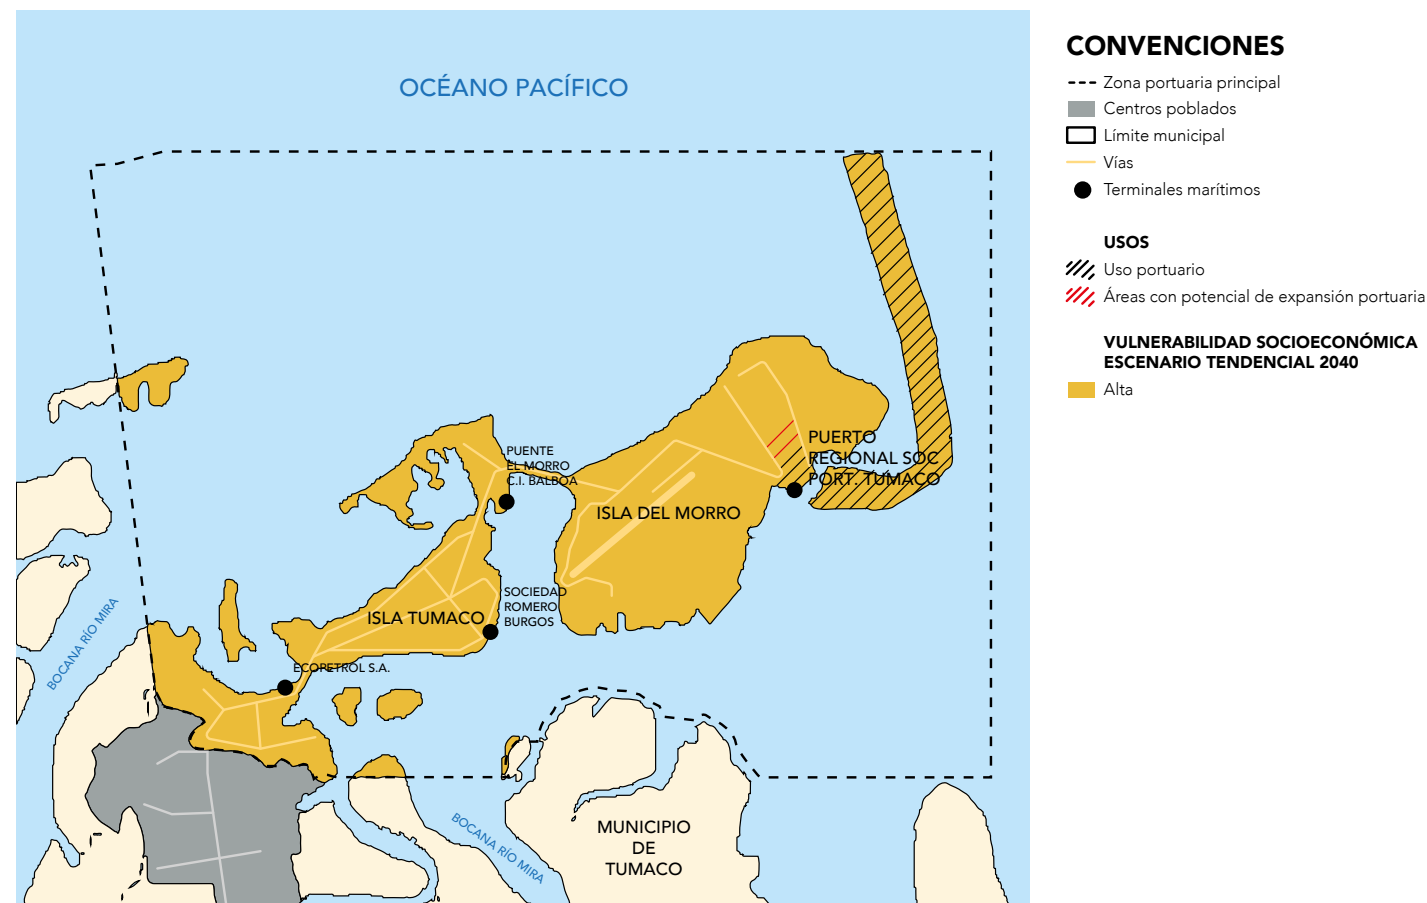 OCÉANO PACÍFICO
PUENTE
EL MORRO
C.I. BALBOA
PUERTO
REGIONAL SOC
PORT. TUMACO
ISLA DEL MORRO
SOCIEDAD
ROMERO
BURGOS
ISLA TUMACO
ECOPETROL S.A.
BOCANA RÍO MIRA
BOCANA RÍO MIRA
MUNICIPIO
DE
TUMACO
CONVENCIONES
Zona portuaria principal
Centros poblados
Límite municipal
Vías
Terminales marítimos
USOS
Uso portuario
Áreas con potencial de expansión portuaria
VULNERABILIDAD SOCIOECONÓMICA
ESCENARIO TENDENCIAL 2040
Alta